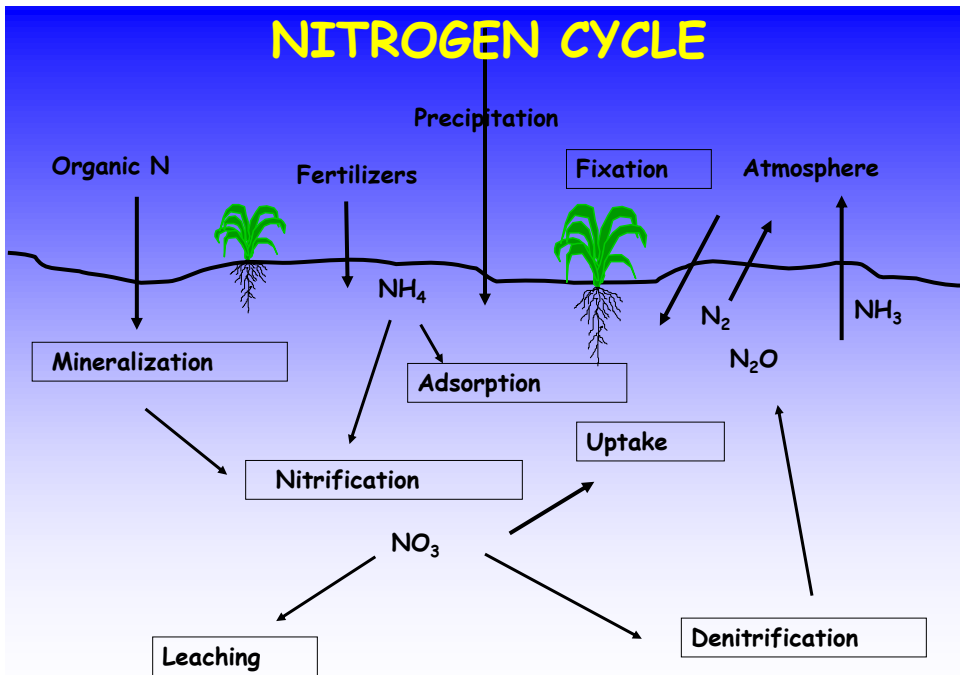 NITROGEN CYCLE
Precipitation
Organic N
Fertilizers
Fixation
Atmosphere
NH₄
N₂
NH₃
Mineralization
N₂O
Adsorption
Uptake
Nitrification
NO₃
Leaching
Denitrification